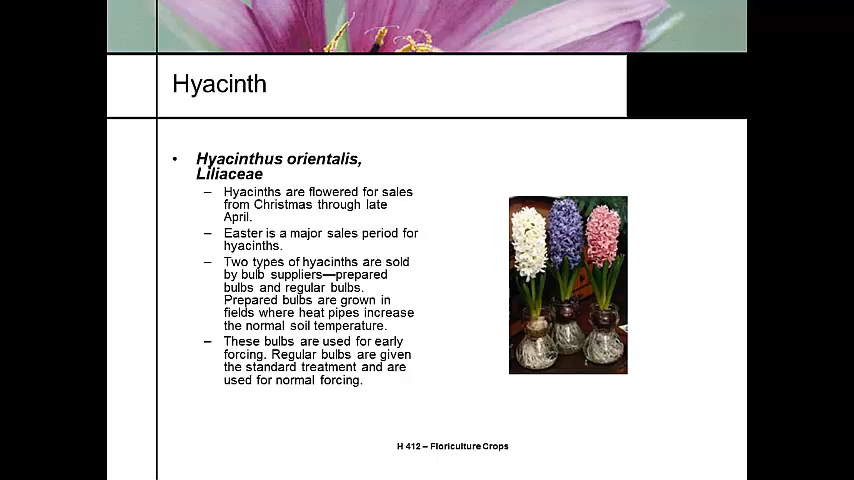 Hyacinth
• Hyacinthus orientalis,
Liliaceae
– Hyacinths are flowered for sales
from Christmas through late
April.
– Easter is a major sales period for
hyacinths.
– Two types of hyacinths are sold
by bulb suppliers—prepared
bulbs and regular bulbs.
Prepared bulbs are grown in
fields where heat pipes increase
the normal soil temperature.
– These bulbs are used for early
forcing. Regular bulbs are given
the standard treatment and are
used for normal forcing.
H 412 – Floriculture Crops